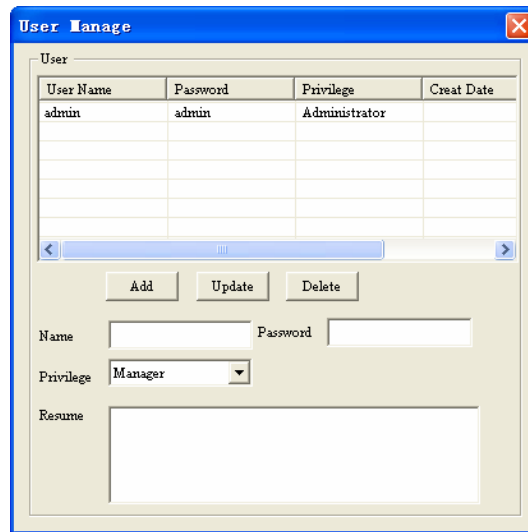 User Manage
User
User Name Password Privilege Creat Date
admin admin Administrator
Add Update Delete
Name Password
Privilege Manager
Resume